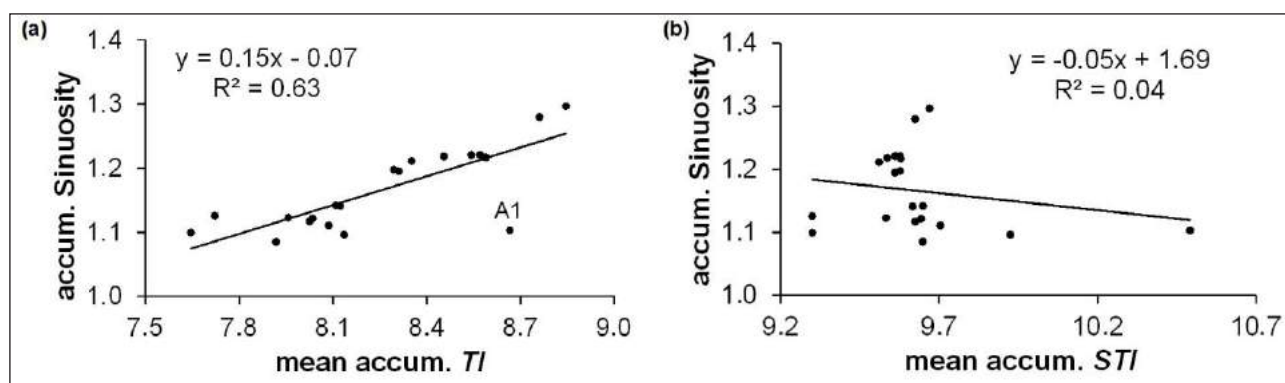 (a)
y = 0.15x - 0.07
R² = 0.63
accum. Sinuosity
1.4
1.3
1.2
1.1
1.0
A1
7.5 7.8 8.1 8.4 8.7 9.0
mean accum. TI
(b)
y = -0.05x + 1.69
R² = 0.04
accum. Sinuosity
1.4
1.3
1.2
1.1
1.0
9.2 9.7 10.2 10.7
mean accum. STI